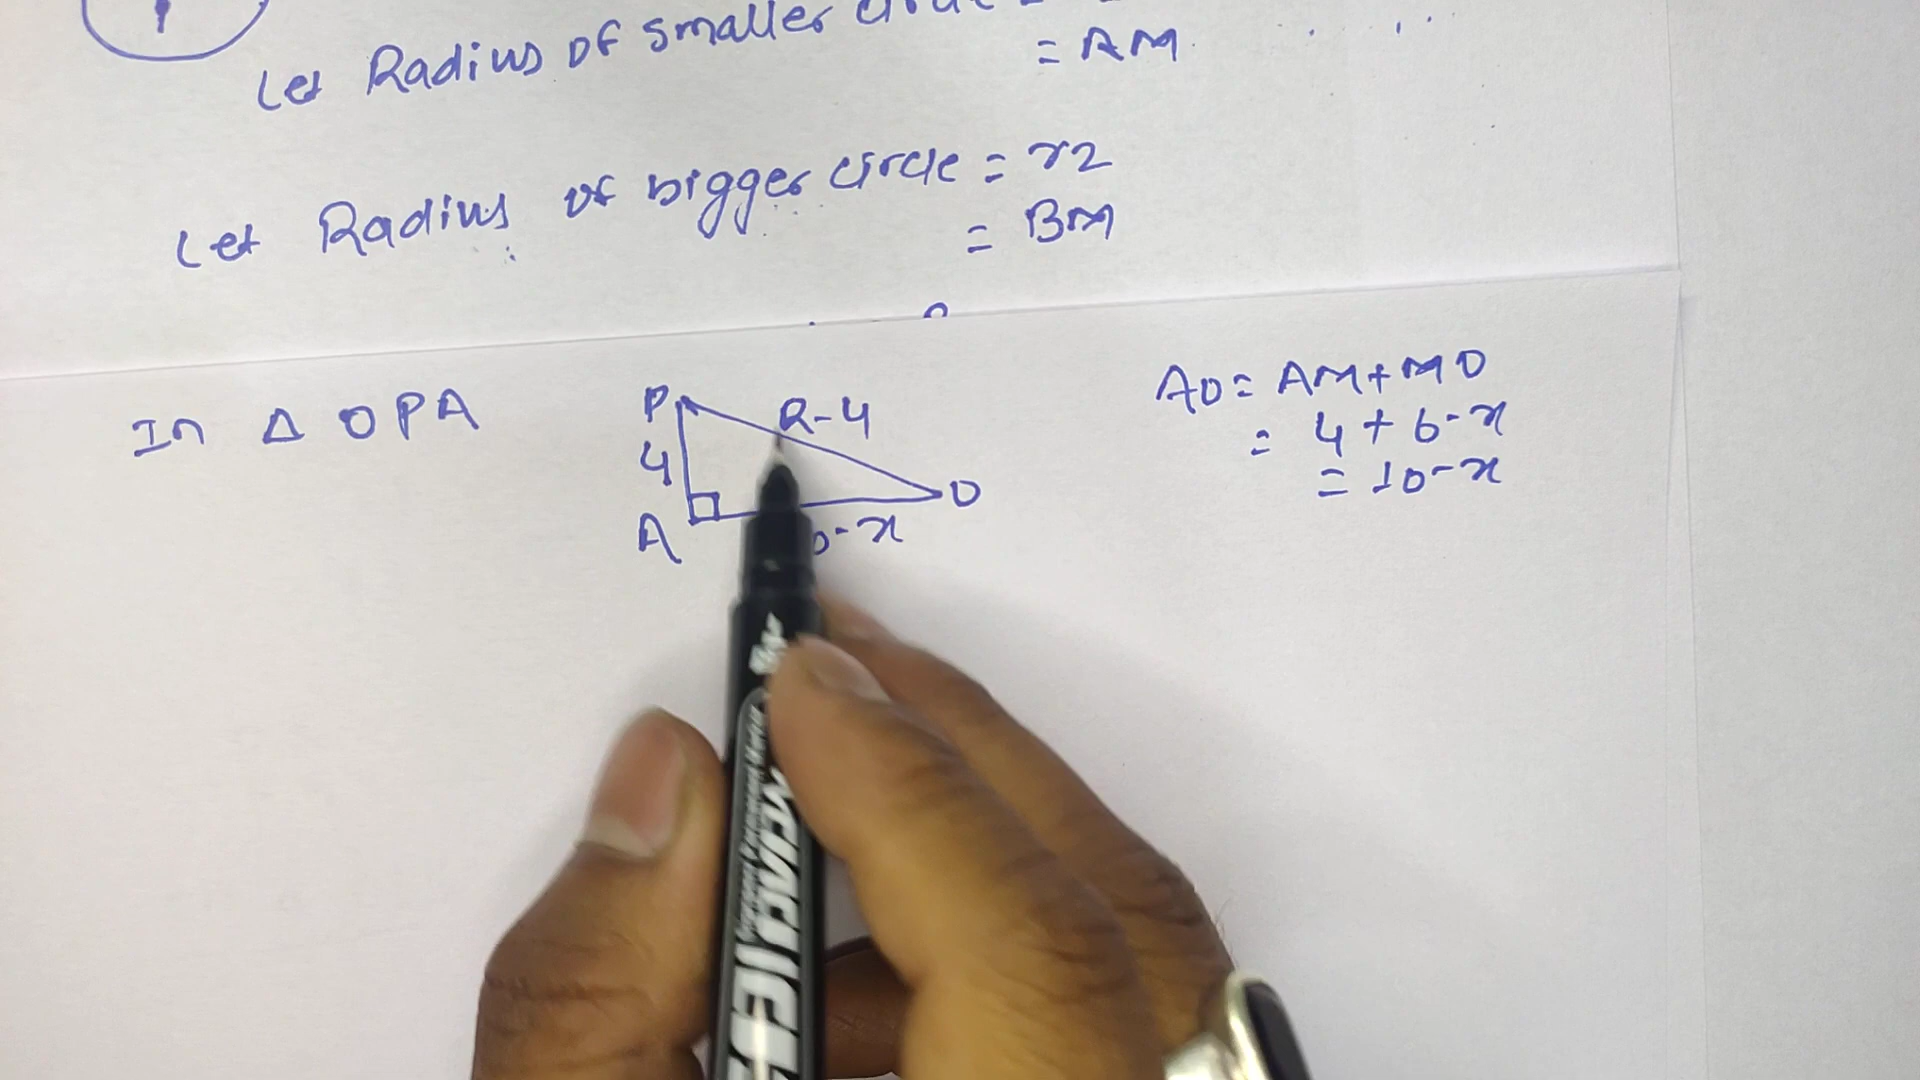 Let Radius of smaller circle =
= AM
Let Radius of bigger circle = r2
= BM
In Δ OPA
P
R-4
4
A
O
0-x
AO = AM+MO
= 4+6-x
= 10-x